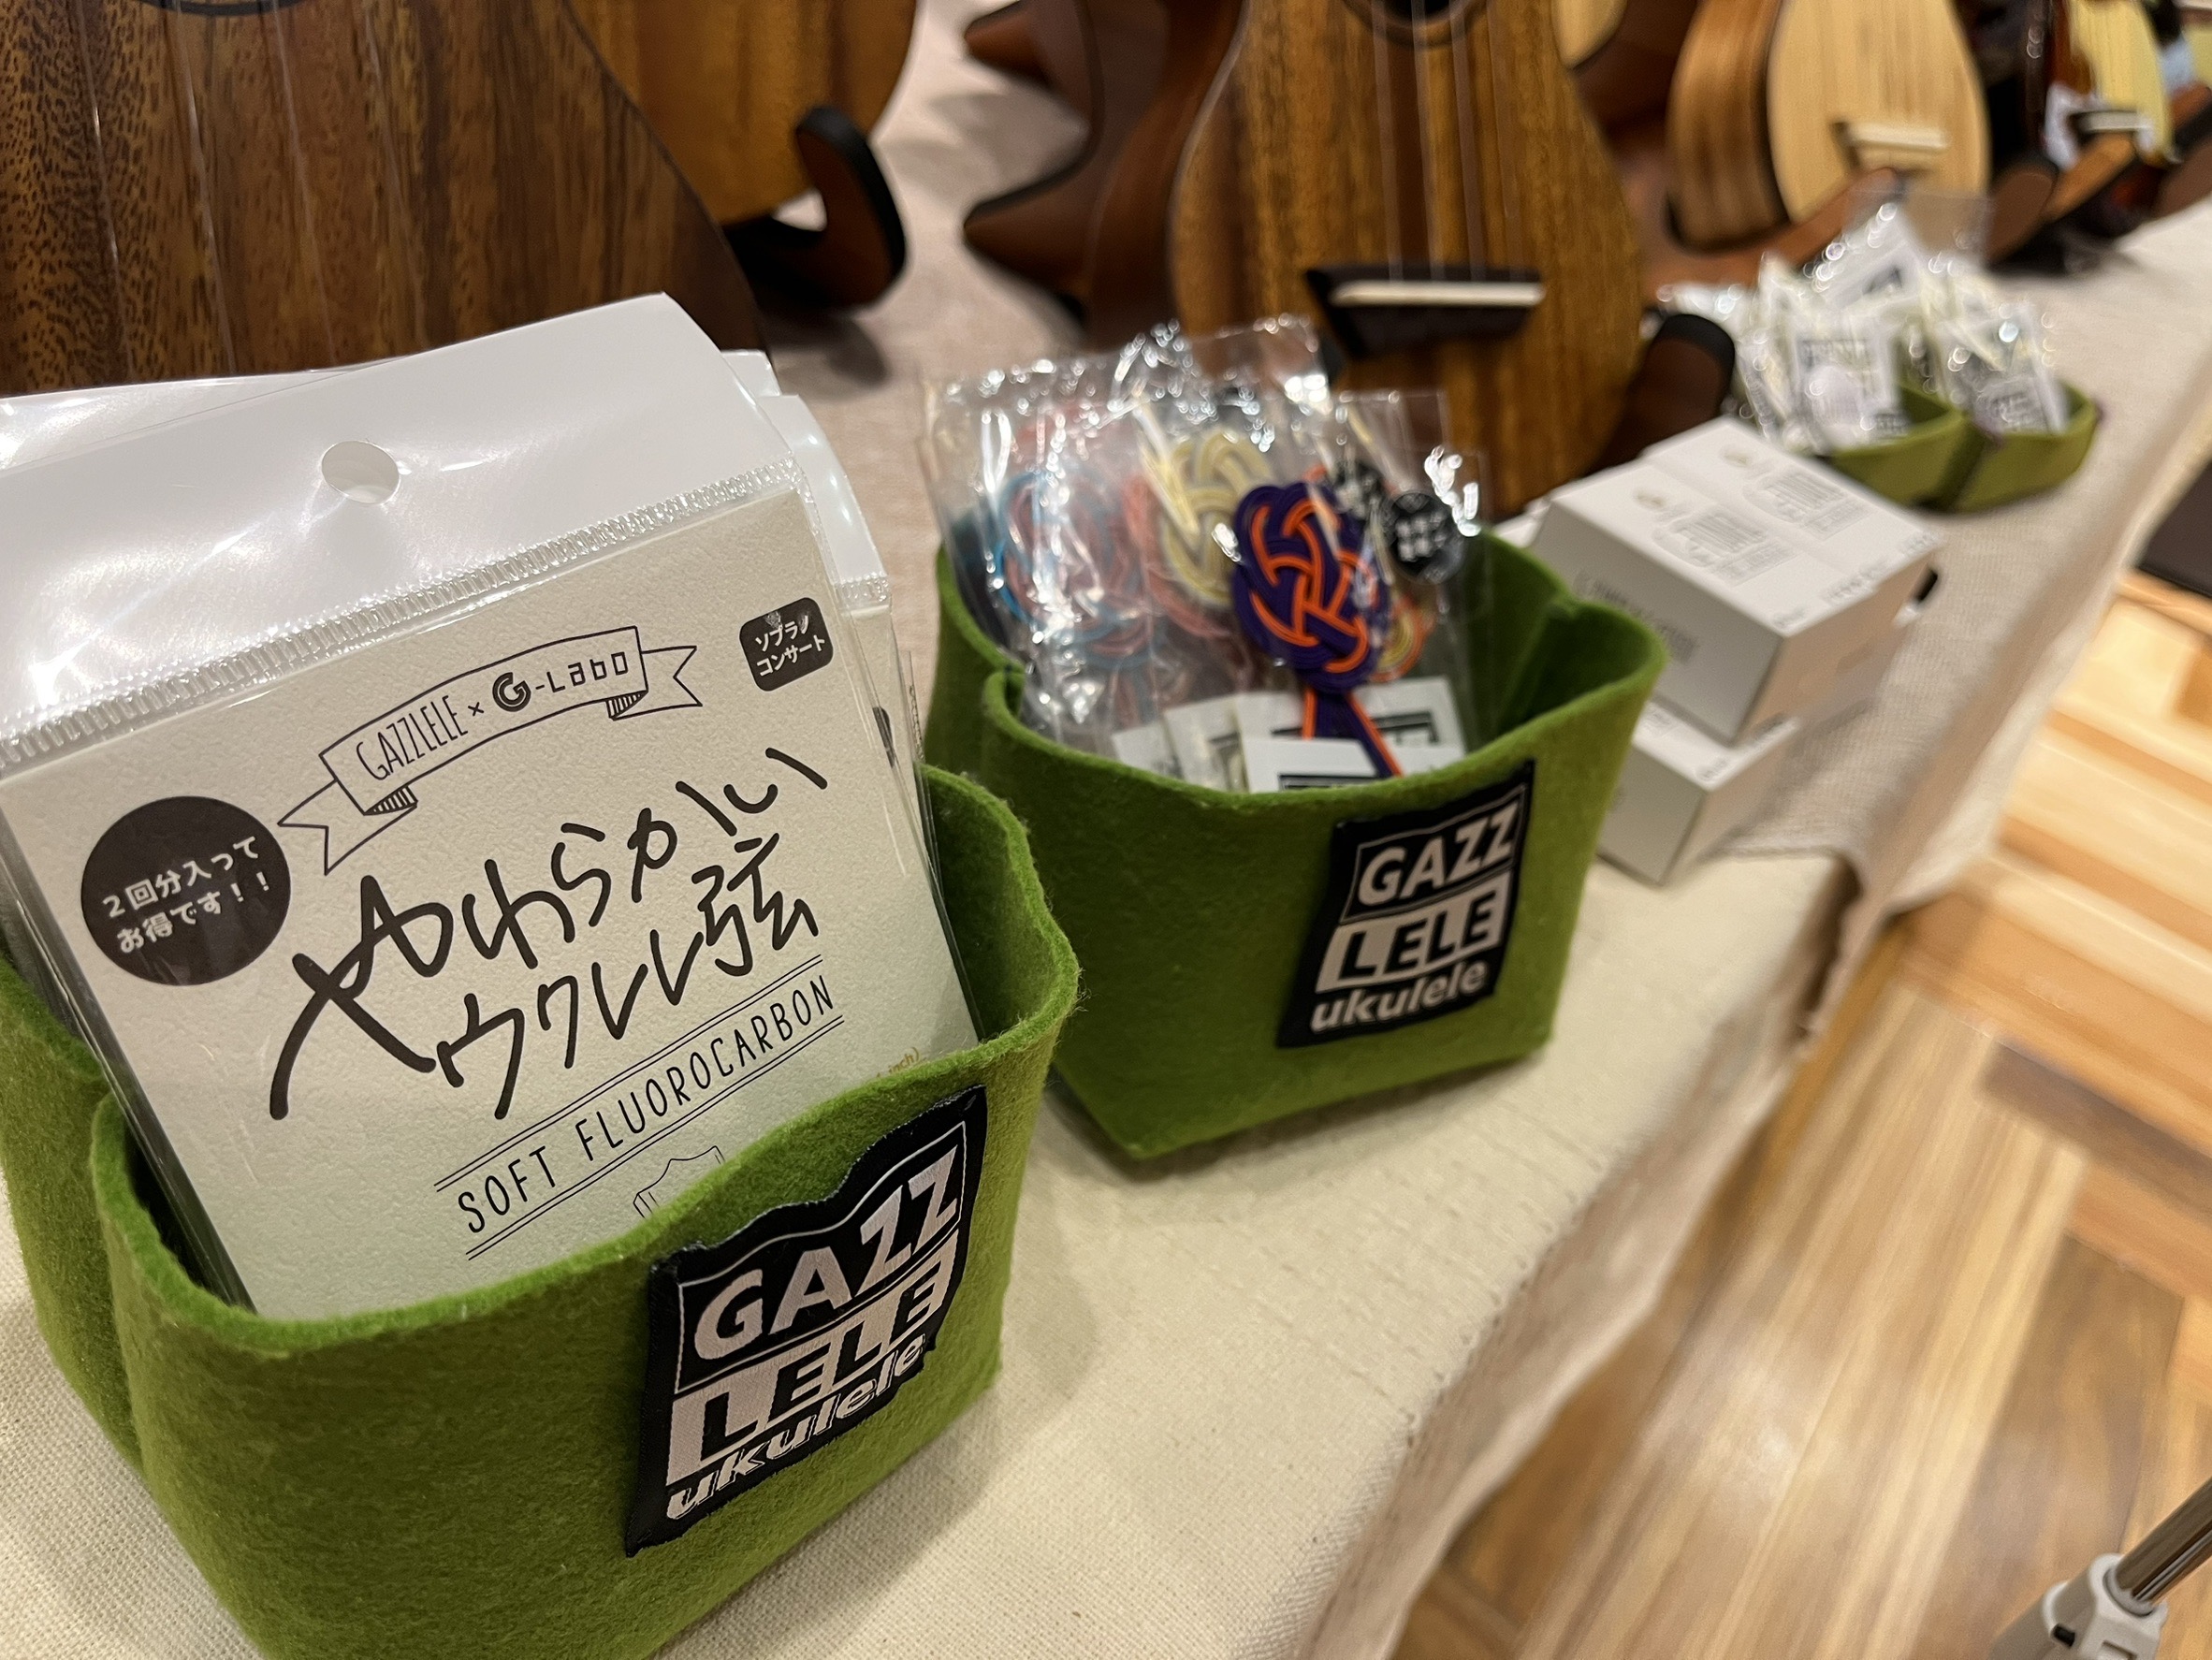 GAZZLELE × G-Labo
ソプラノ
コンサート
2回分入って
お得です!!
やわらかい
ウクレレ弦
SOFT FLUOROCARBON
inch)
GAZZ
LELE
ukulele
GAZZ
LELE
ukulele